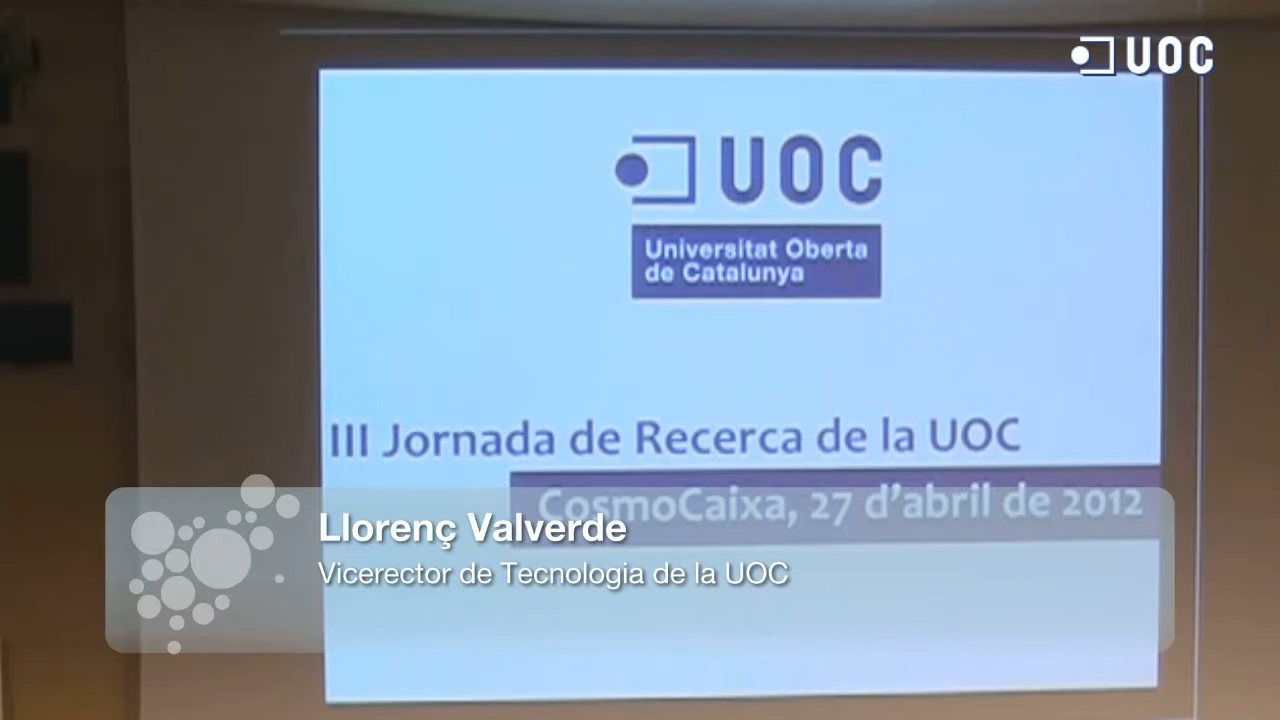 UOC
UOC
Universitat Oberta
de Catalunya
III Jornada de Recerca de la UOC
CosmoCaixa, 27 d'abril de 2012
Llorenç Valverde
Vicerector de Tecnologia de la UOC